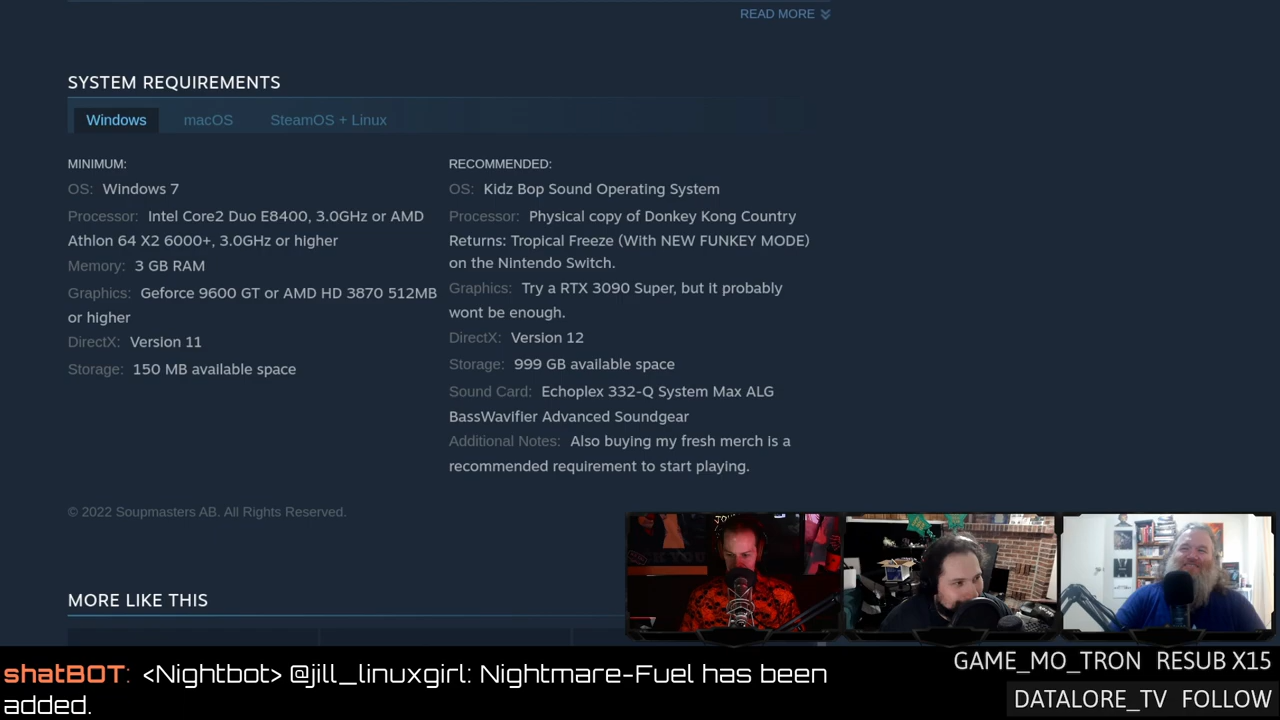 READ MORE
SYSTEM REQUIREMENTS
Windows macOS SteamOS + Linux
MINIMUM:
OS: Windows 7
Processor: Intel Core2 Duo E8400, 3.0GHz or AMD
Athlon 64 X2 6000+, 3.0GHz or higher
Memory: 3 GB RAM
Graphics: Geforce 9600 GT or AMD HD 3870 512MB
or higher
DirectX: Version 11
Storage: 150 MB available space
RECOMMENDED:
OS: Kidz Bop Sound Operating System
Processor: Physical copy of Donkey Kong Country
Returns: Tropical Freeze (With NEW FUNKEY MODE)
on the Nintendo Switch.
Graphics: Try a RTX 3090 Super, but it probably
wont be enough.
DirectX: Version 12
Storage: 999 GB available space
Sound Card: Echoplex 332-Q System Max ALG
BassWavifier Advanced Soundgear
Additional Notes: Also buying my fresh merch is a
recommended requirement to start playing.
© 2022 Soupmasters AB. All Rights Reserved.
MORE LIKE THIS
shatBOT: <Nightbot> @jill_linuxgirl: Nightmare-Fuel has been
added.
GAME_MO_TRON RESUB X15
DATALORE_TV FOLLOW